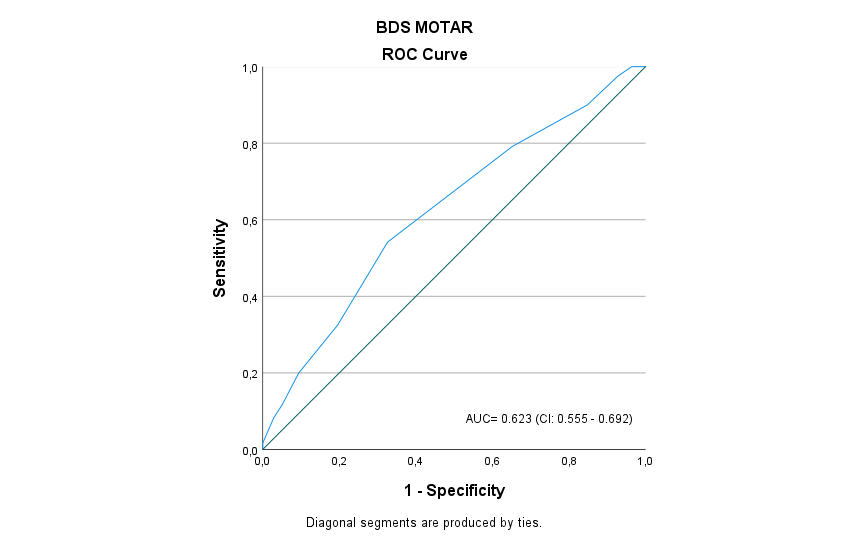 BDS MOTAR
ROC Curve
1,0
0,8
0,6
0,4
0,2
0,0
Sensitivity
AUC= 0.623 (CI: 0.555 - 0.692)
0,0 0,2 0,4 0,6 0,8 1,0
1 - Specificity
Diagonal segments are produced by ties.